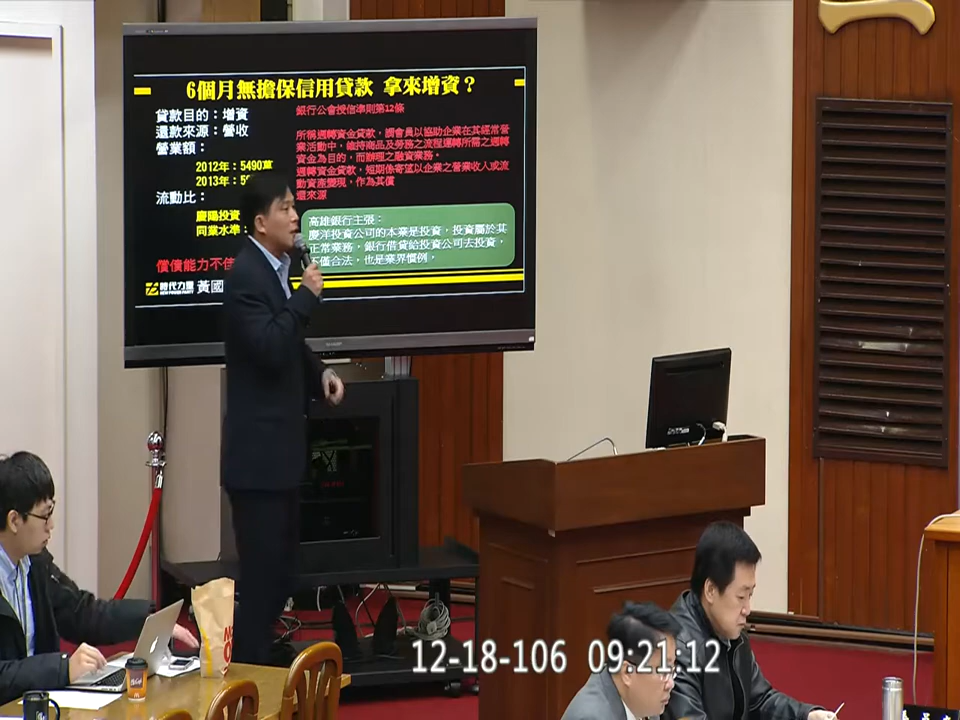 6個月無擔保信用貸款 拿來增資？
貸款目的：增資
還款來源：營收
營業額：
2012年：5490萬
2013年：5
流動比：
慶陽投資
同業水準：
償債能力不佳
時代力量
NEW POWER PARTY
黃國
銀行公會授信準則第12條
所稱週轉資金貸款，謂會員以協助企業在其經常營
業活動中，維持商品及勞務之流程運轉所需之週轉
資金為目的，而辦理之融資業務。
週轉資金貸款，短期係寄望以企業之營業收入或流
動資產變現，作為其償
還來源
高雄銀行主張：
慶洋投資公司的本業是投資，投資屬於其
正常業務，銀行借貸給投資公司去投資，
不僅合法，也是業界慣例。
12-18-106 09:21:12